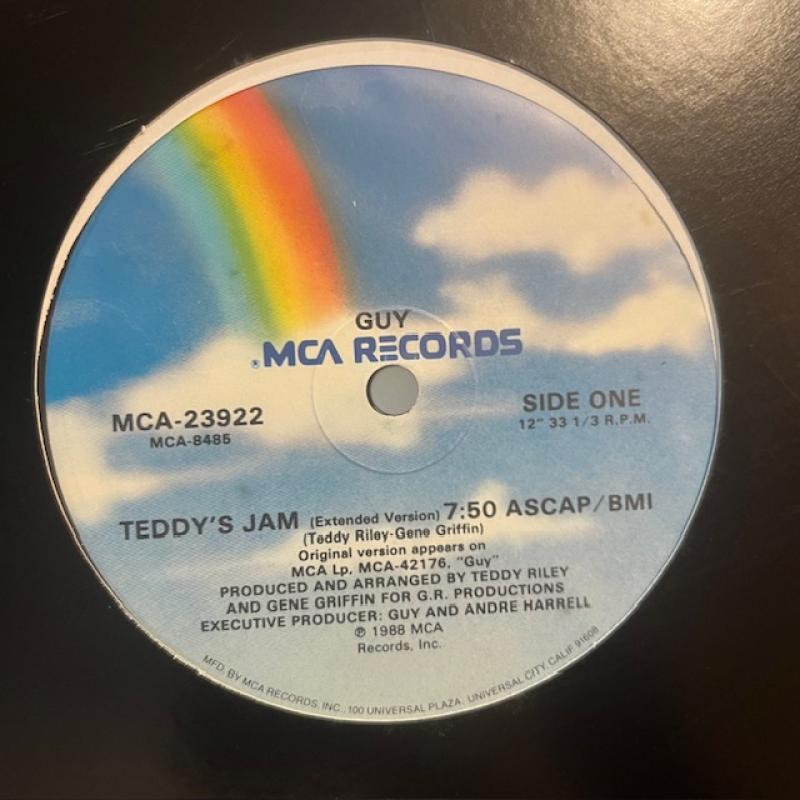 GUY
® MCA RECORDS
MCA-23922
MCA-8485
SIDE ONE
12" 33 1/3 R.P.M.
TEDDY'S JAM (Extended Version) 7:50 ASCAP/BMI
(Teddy Riley-Gene Griffin)
Original version appears on
MCA Lp, MCA-42176, "Guy"
PRODUCED AND ARRANGED BY TEDDY RILEY
AND GENE GRIFFIN FOR G.R. PRODUCTIONS
EXECUTIVE PRODUCER: GUY AND ANDRE HARRELL
℗ 1988 MCA
Records, Inc.
MFD. BY MCA RECORDS, INC., 100 UNIVERSAL PLAZA, UNIVERSAL CITY, CALIF. 91608